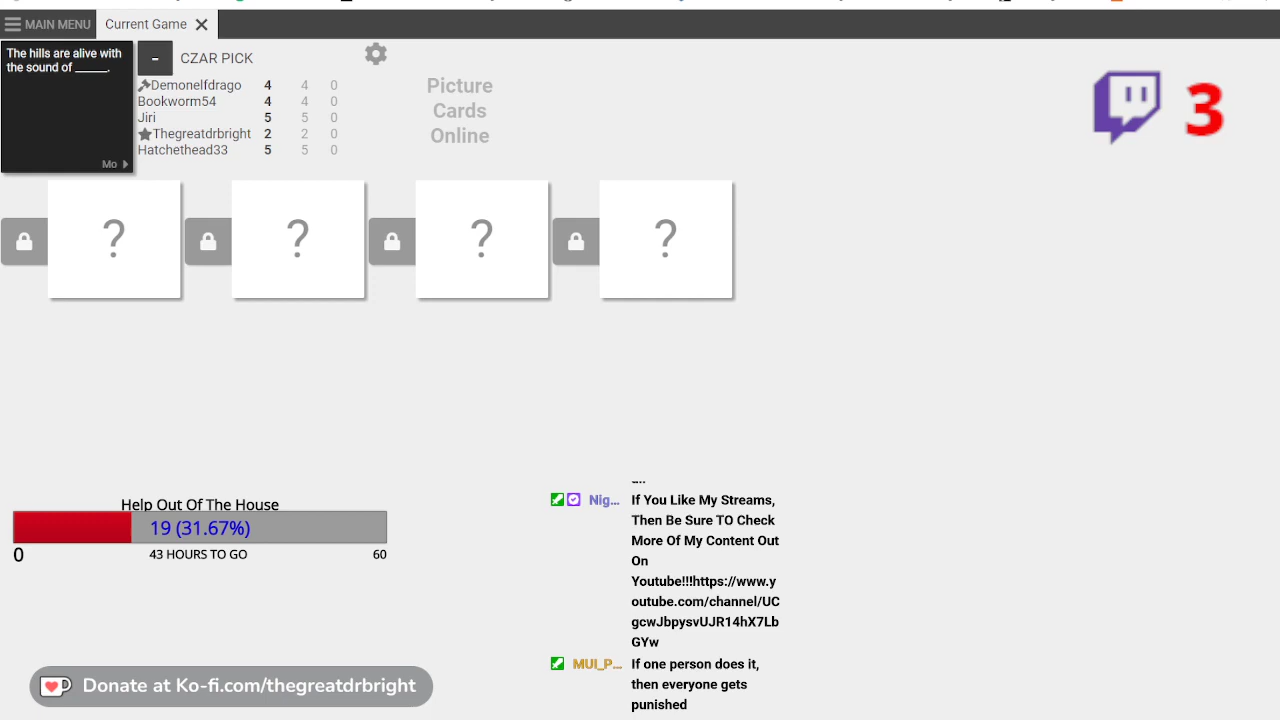 MAIN MENU
Current Game
The hills are alive with
the sound of ______.
Mo
-
CZAR PICK
Demonelfdrago 4 4 0
Bookworm54 4 4 0
Jiri 5 5 0
Thegreatdrbright 2 2 0
Hatchethead33 5 5 0
Picture
Cards
Online
3
? ? ? ?
Help Out Of The House
19 (31.67%)
0 43 HOURS TO GO 60
Donate at Ko-fi.com/thegreatdrbright
Nig... If You Like My Streams,
Then Be Sure TO Check
More Of My Content Out
On
Youtube!!!https://www.y
outube.com/channel/UC
gcwJbpysvUJR14hX7Lb
GYw
MUI_P... If one person does it,
then everyone gets
punished